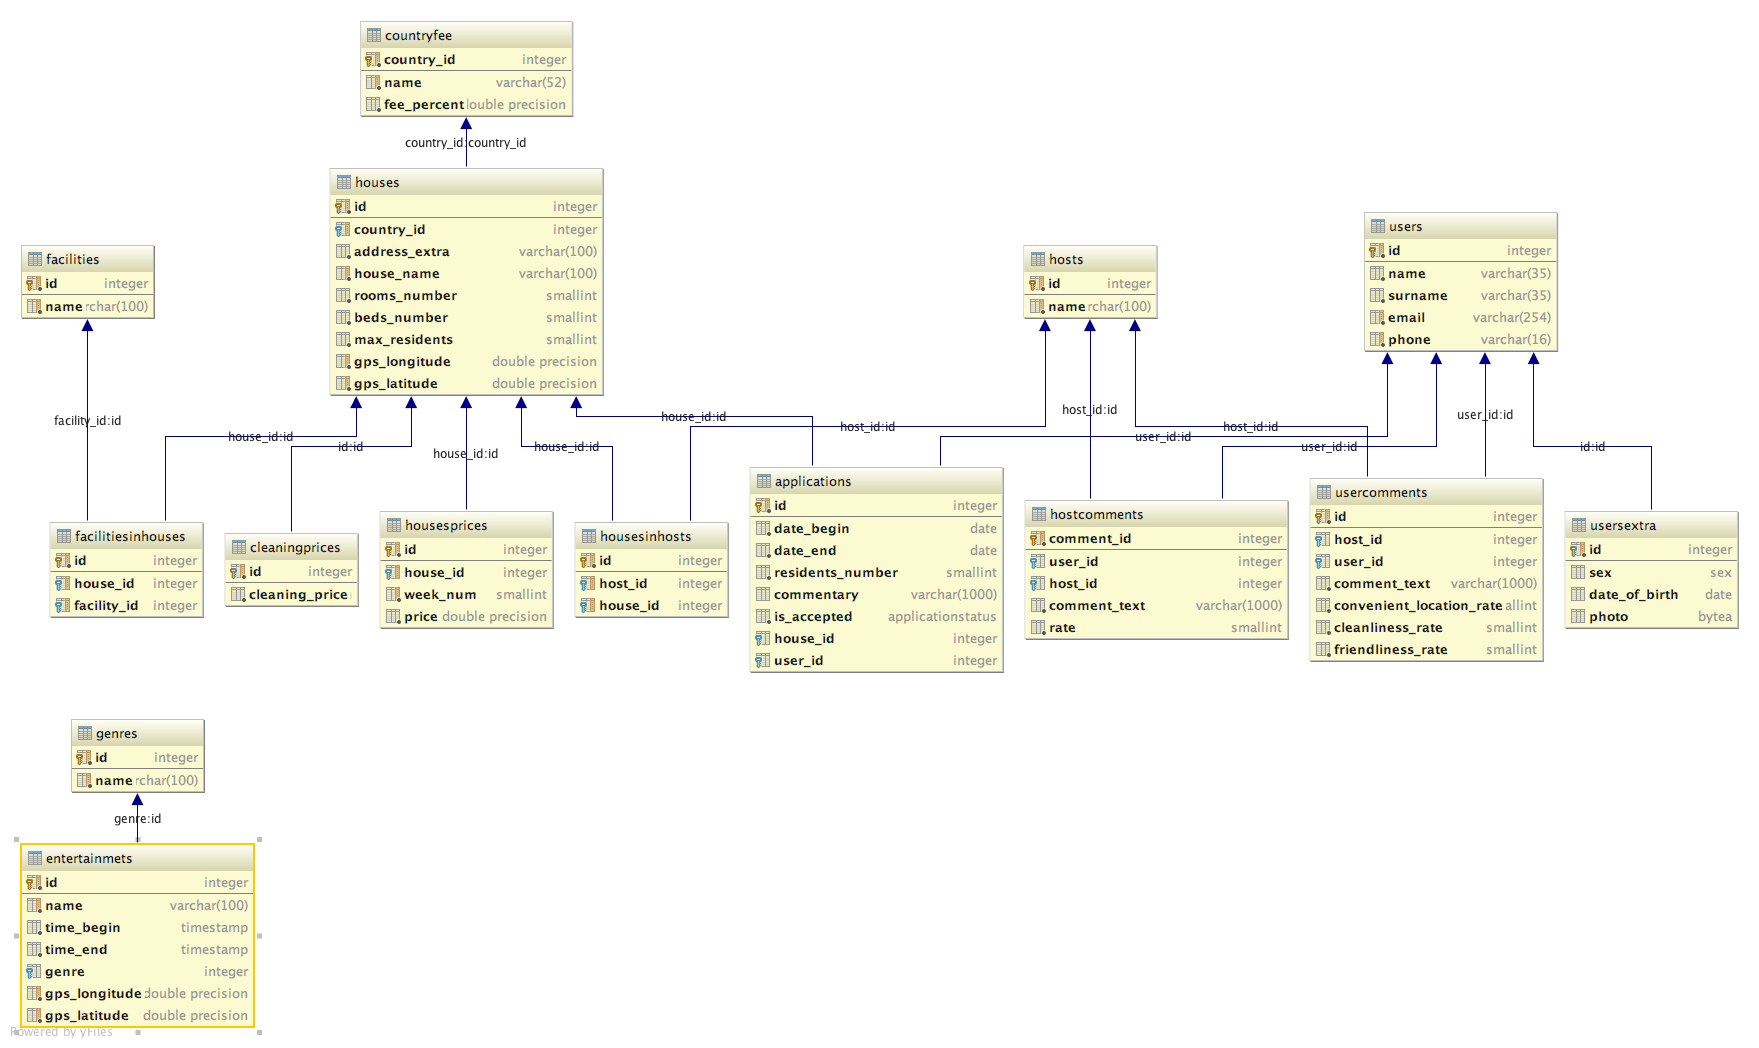 countryfee
country_id integer
name varchar(52)
fee_percent double precision
country_id:country_id
houses
id integer
country_id integer
address_extra varchar(100)
house_name varchar(100)
rooms_number smallint
beds_number smallint
max_residents smallint
gps_longitude double precision
gps_latitude double precision
facilities
id integer
name rchar(100)
hosts
id integer
name rchar(100)
users
id integer
name varchar(35)
surname varchar(35)
email varchar(254)
phone varchar(16)
facility_id:id
house_id:id
id:id
house_id:id
house_id:id
house_id:id
host_id:id
host_id:id
user_id:id
host_id:id
user_id:id
user_id:id
id:id
facilitiesinhouses
id integer
house_id integer
facility_id integer
cleaningprices
id integer
cleaning_price
housesprices
id integer
house_id integer
week_num smallint
price double precision
housesinhosts
id integer
host_id integer
house_id integer
applications
id integer
date_begin date
date_end date
residents_number smallint
commentary varchar(1000)
is_accepted applicationstatus
house_id integer
user_id integer
hostcomments
comment_id integer
user_id integer
host_id integer
comment_text varchar(1000)
rate smallint
usercomments
id integer
host_id integer
user_id integer
comment_text varchar(1000)
convenient_location_rate allint
cleanliness_rate smallint
friendliness_rate smallint
usersextra
id integer
sex sex
date_of_birth date
photo bytea
genres
id integer
name rchar(100)
genre:id
entertainmets
id integer
name varchar(100)
time_begin timestamp
time_end timestamp
genre integer
gps_longitude double precision
gps_latitude double precision
Powered by yFiles